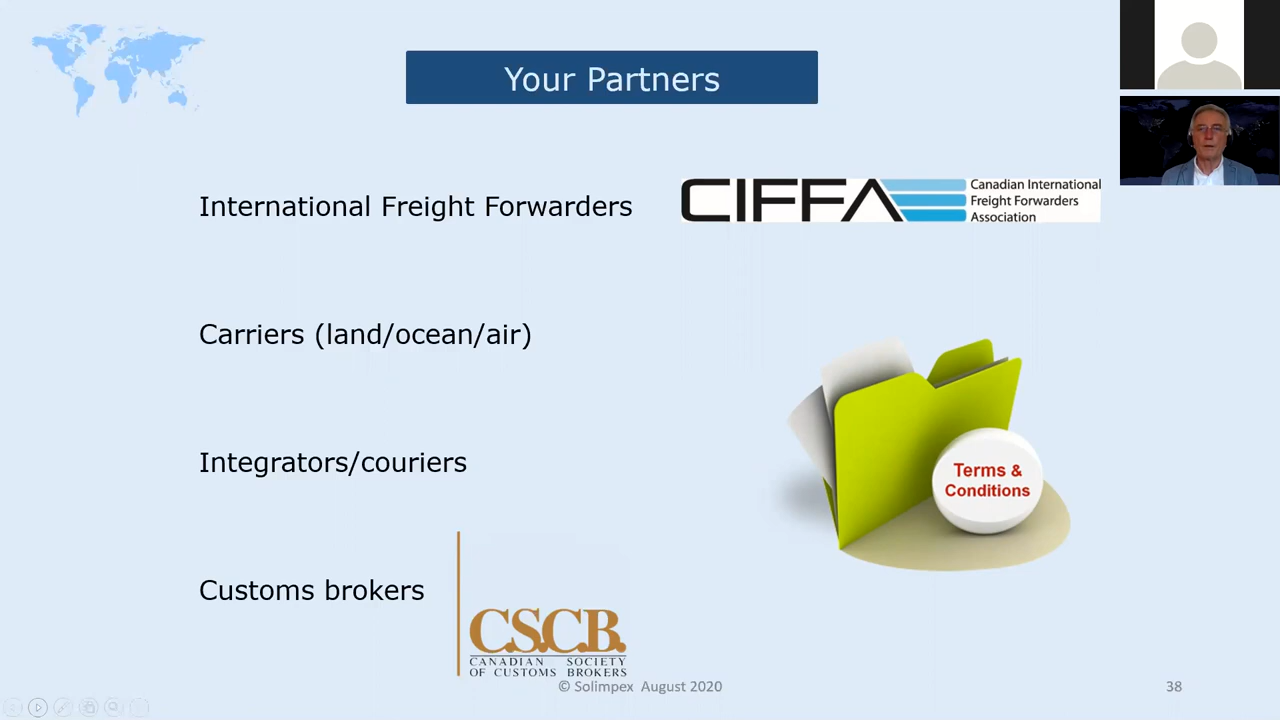 Your Partners
International Freight Forwarders
CIFFA
Canadian International
Freight Forwarders
Association
Carriers (land/ocean/air)
Integrators/couriers
Terms &
Conditions
Customs brokers
C.S.C.B.
CANADIAN SOCIETY
OF CUSTOMS BROKERS
© Solimpex August 2020
38